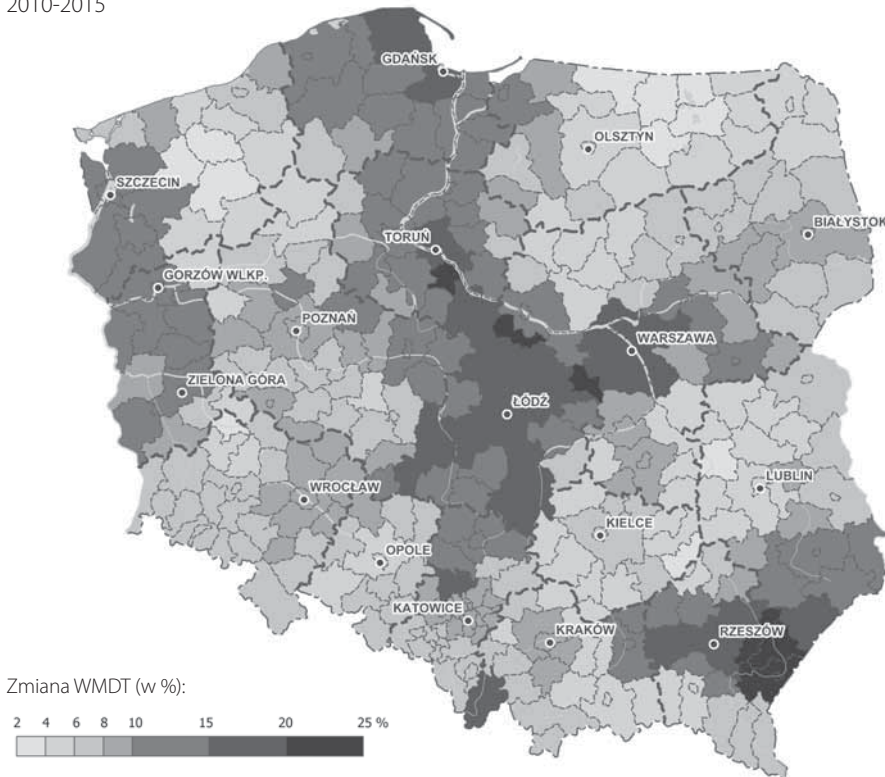 2010-2015
GDAŃSK
OLSZTYN
SZCZECIN
BIAŁYSTOK
TORUŃ
GORZÓW WLKP.
POZNAŃ
WARSZAWA
ZIELONA GÓRA
ŁÓDŹ
LUBLIN
WROCŁAW
KIELCE
OPOLE
KATOWICE
KRAKÓW
RZESZÓW
Zmiana WMDT (w %):
2 4 6 8 10 15 20 25 %